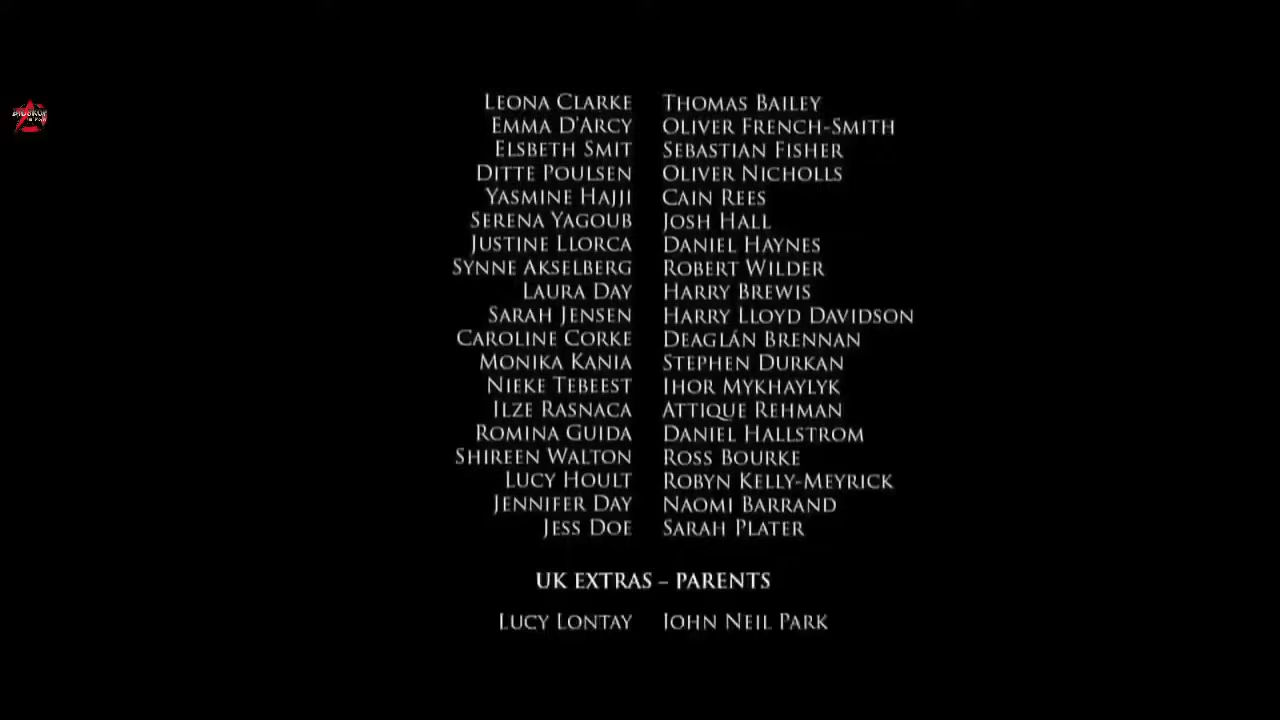 LEONA CLARKE THOMAS BAILEY
EMMA D'ARCY OLIVER FRENCH-SMITH
ELSBETH SMIT SEBASTIAN FISHER
DITTE POULSEN OLIVER NICHOLLS
YASMINE HAJJI CAIN REES
SERENA YAGOUB JOSH HALL
JUSTINE LLORCA DANIEL HAYNES
SYNNE AKSELBERG ROBERT WILDER
LAURA DAY HARRY BREWIS
SARAH JENSEN HARRY LLOYD DAVIDSON
CAROLINE CORKE DEAGLÁN BRENNAN
MONIKA KANIA STEPHEN DURKAN
NIEKE TEBEEST IHOR MYKHAYLYK
ILZE RASNACA ATTIQUE REHMAN
ROMINA GUIDA DANIEL HALLSTROM
SHIREEN WALTON ROSS BOURKE
LUCY HOULT ROBYN KELLY-MEYRICK
JENNIFER DAY NAOMI BARRAND
JESS DOE SARAH PLATER
UK EXTRAS – PARENTS
LUCY LONTAY JOHN NEIL PARK